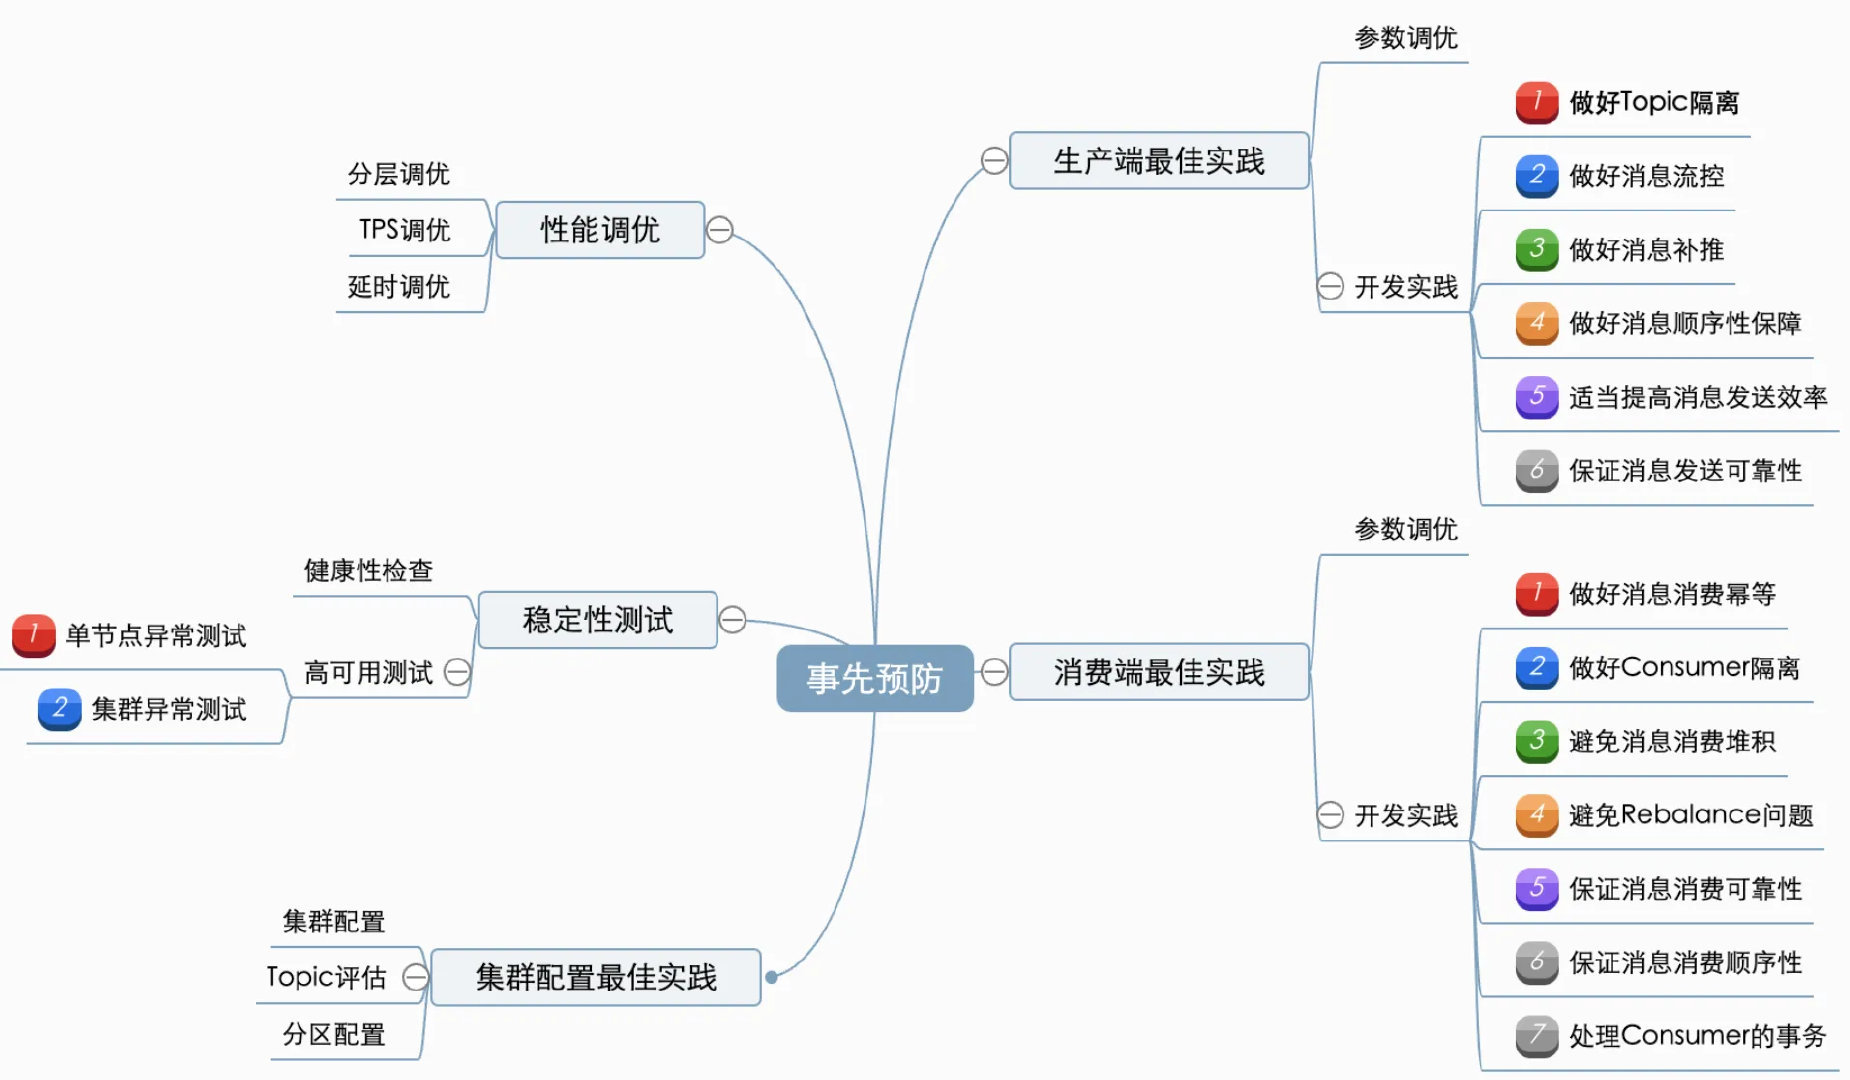 事先预防
生产端最佳实践
参数调优
开发实践
1 做好Topic隔离
2 做好消息流控
3 做好消息补推
4 做好消息顺序性保障
5 适当提高消息发送效率
6 保证消息发送可靠性
消费端最佳实践
参数调优
开发实践
1 做好消息消费幂等
2 做好Consumer隔离
3 避免消息消费堆积
4 避免Rebalance问题
5 保证消息消费可靠性
6 保证消息消费顺序性
7 处理Consumer的事务
性能调优
分层调优
TPS调优
延时调优
稳定性测试
健康性检查
高可用测试
1 单节点异常测试
2 集群异常测试
集群配置最佳实践
集群配置
Topic评估
分区配置